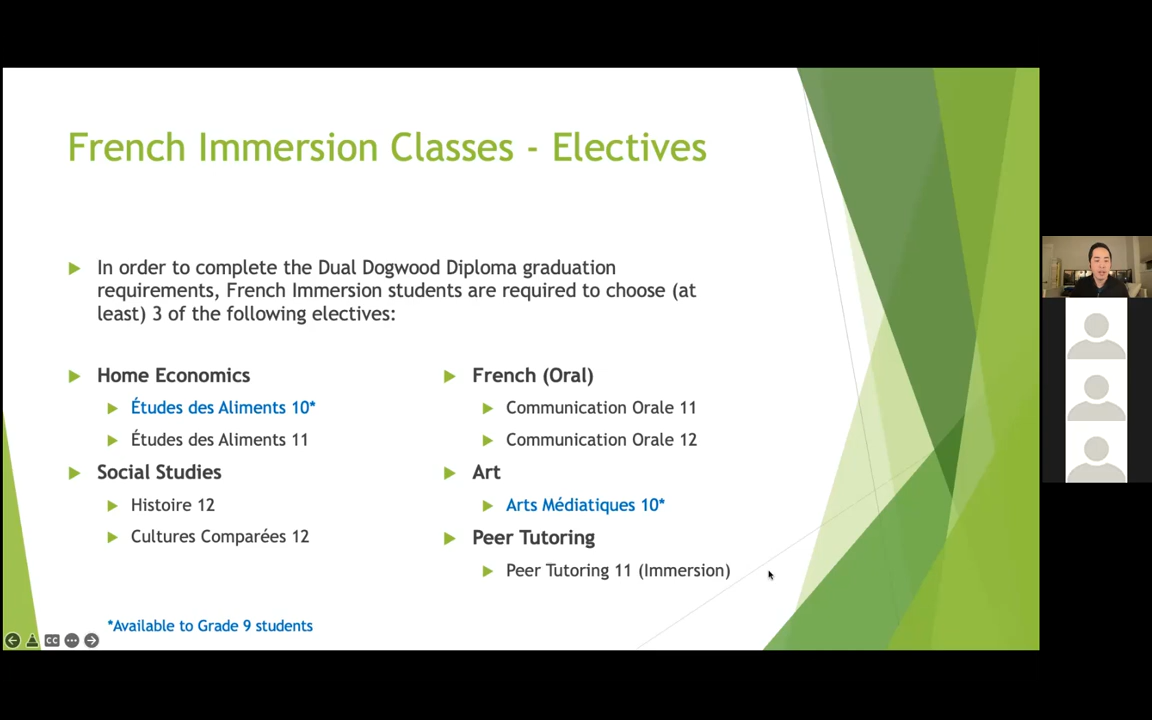 French Immersion Classes - Electives
In order to complete the Dual Dogwood Diploma graduation
requirements, French Immersion students are required to choose (at
least) 3 of the following electives:
Home Economics
Études des Aliments 10*
Études des Aliments 11
Social Studies
Histoire 12
Cultures Comparées 12
French (Oral)
Communication Orale 11
Communication Orale 12
Art
Arts Médiatiques 10*
Peer Tutoring
Peer Tutoring 11 (Immersion)
*Available to Grade 9 students
CC